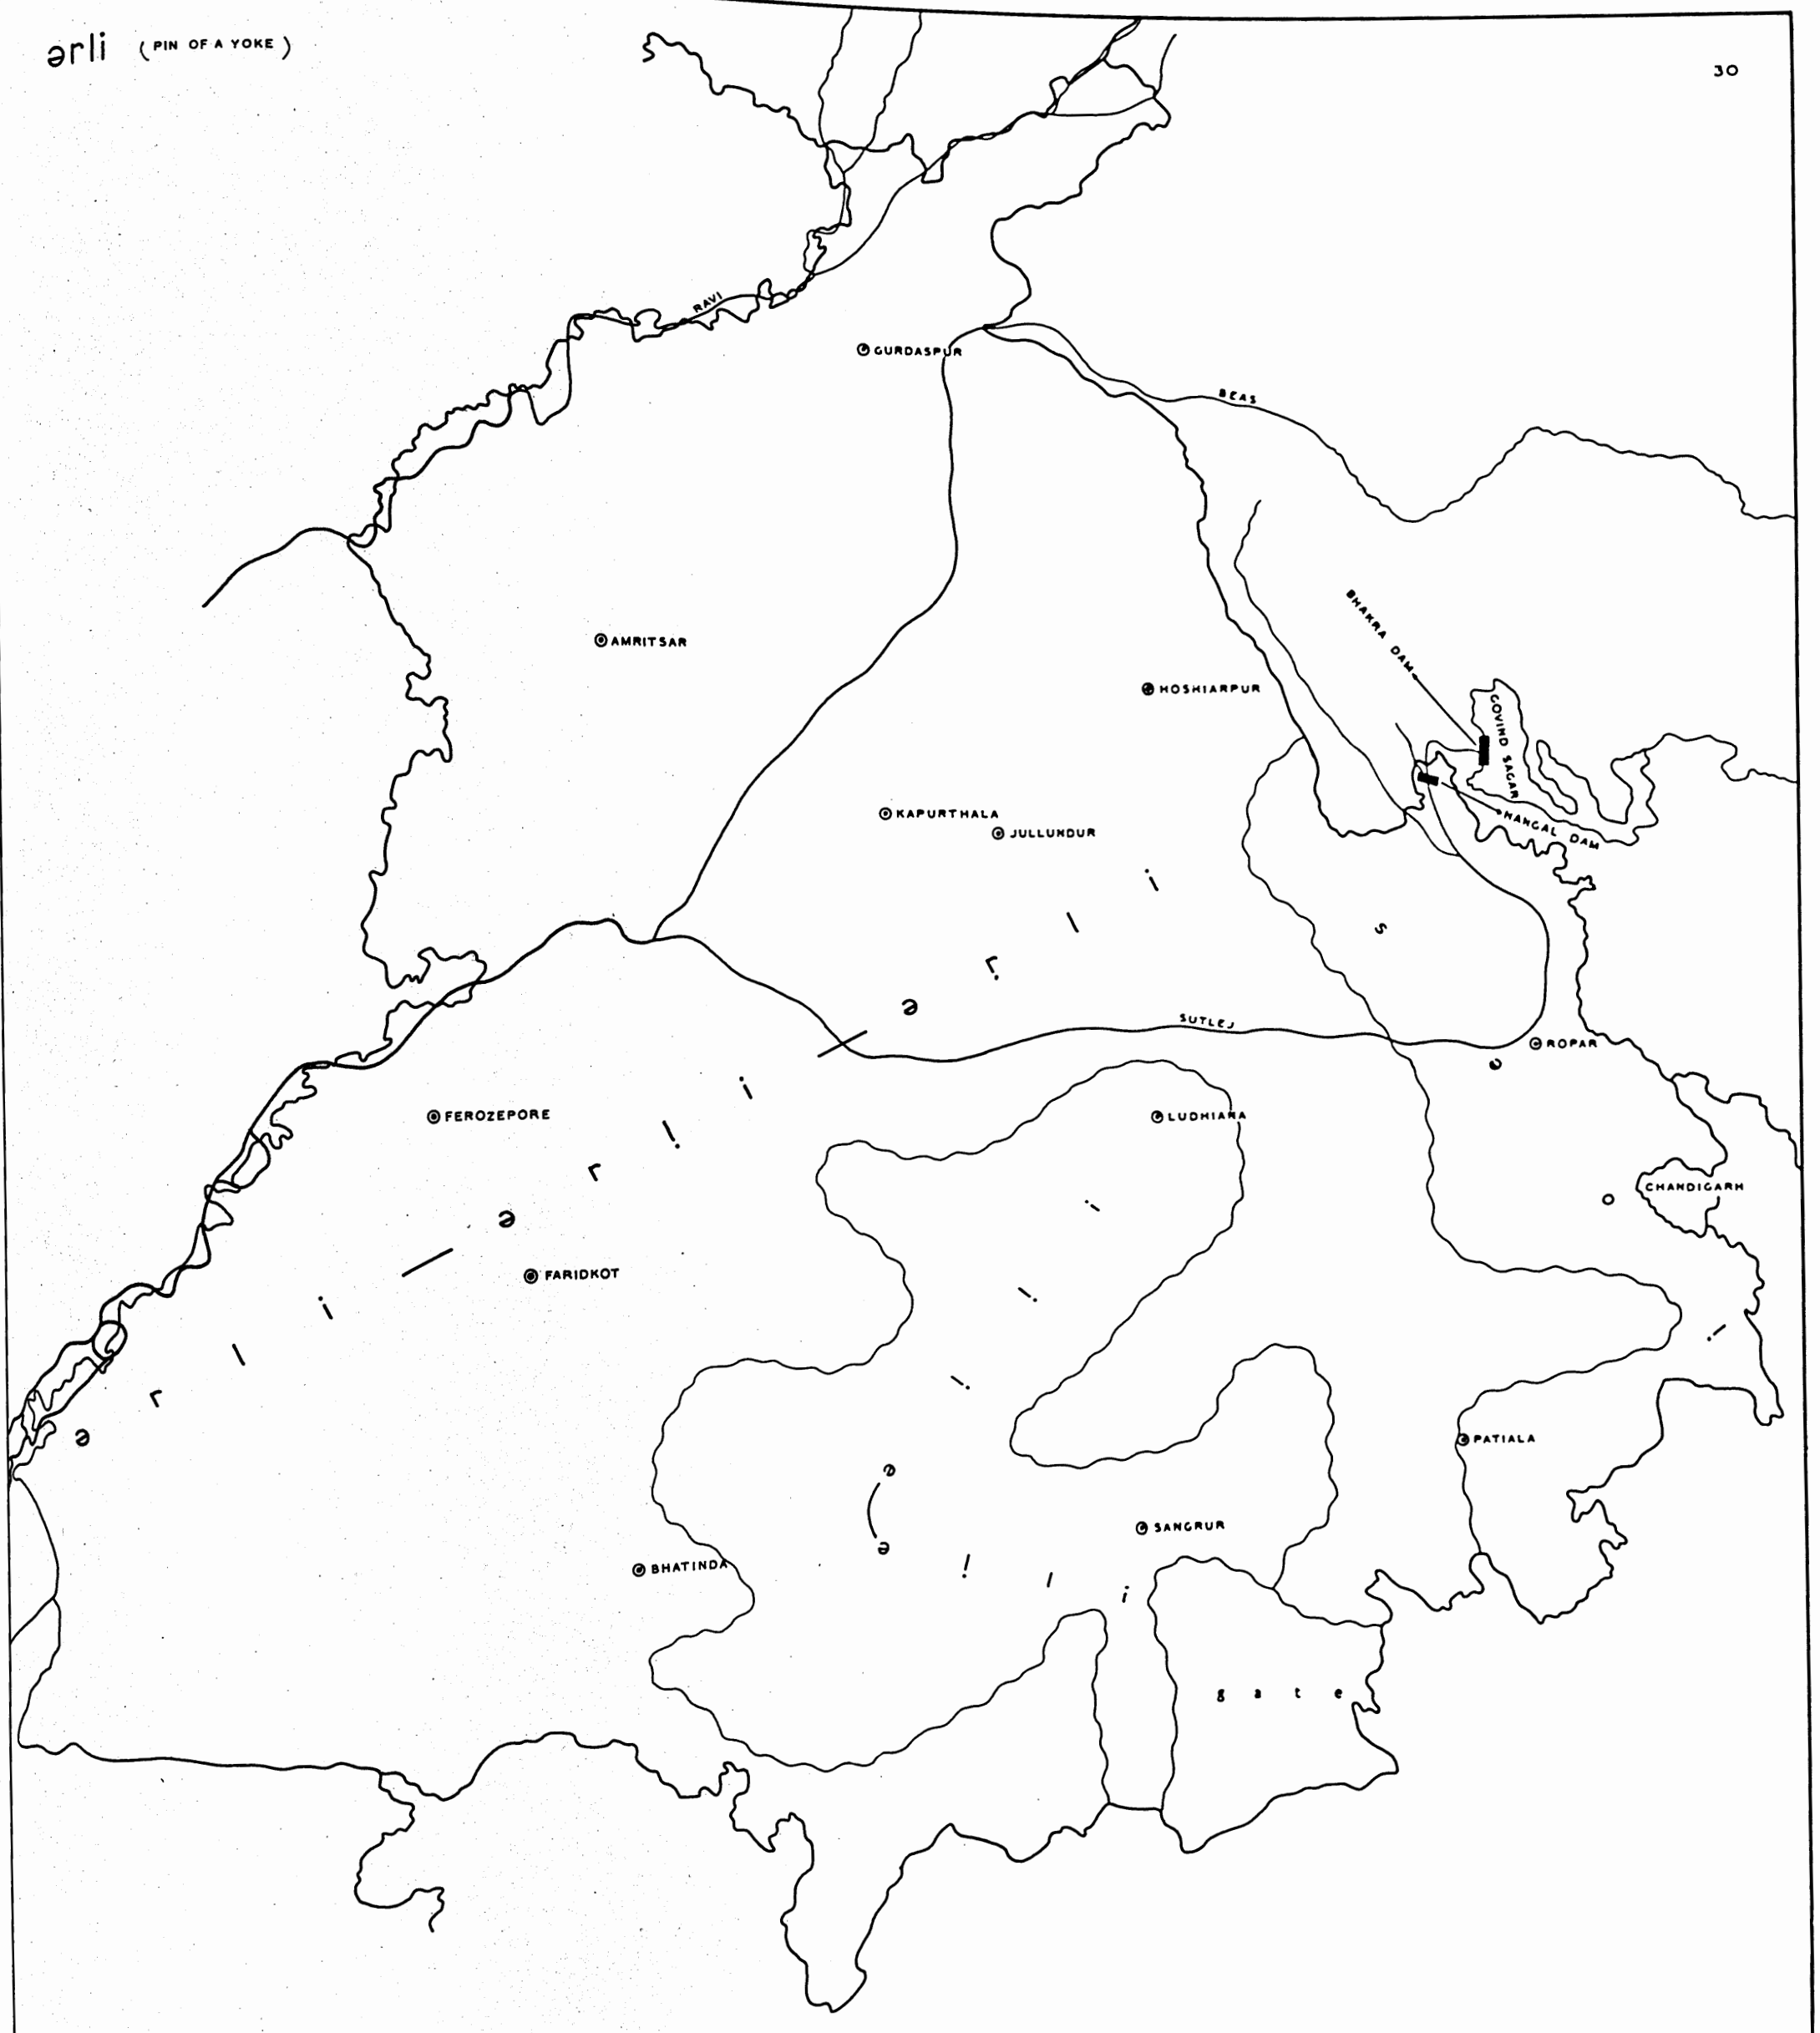 ərli (PIN OF A YOKE)
30
RAVI
GURDASPUR
BEAS
AMRITSAR
BHAKRA DAM
HOSHIARPUR
GOVIND SAGAR
KAPURTHALA
JULLUNDUR
NANGAL DAM
SUTLEJ
ROPAR
FEROZEPORE
LUDHIANA
CHANDIGARH
FARIDKOT
PATIALA
SANGRUR
BHATINDA
gate